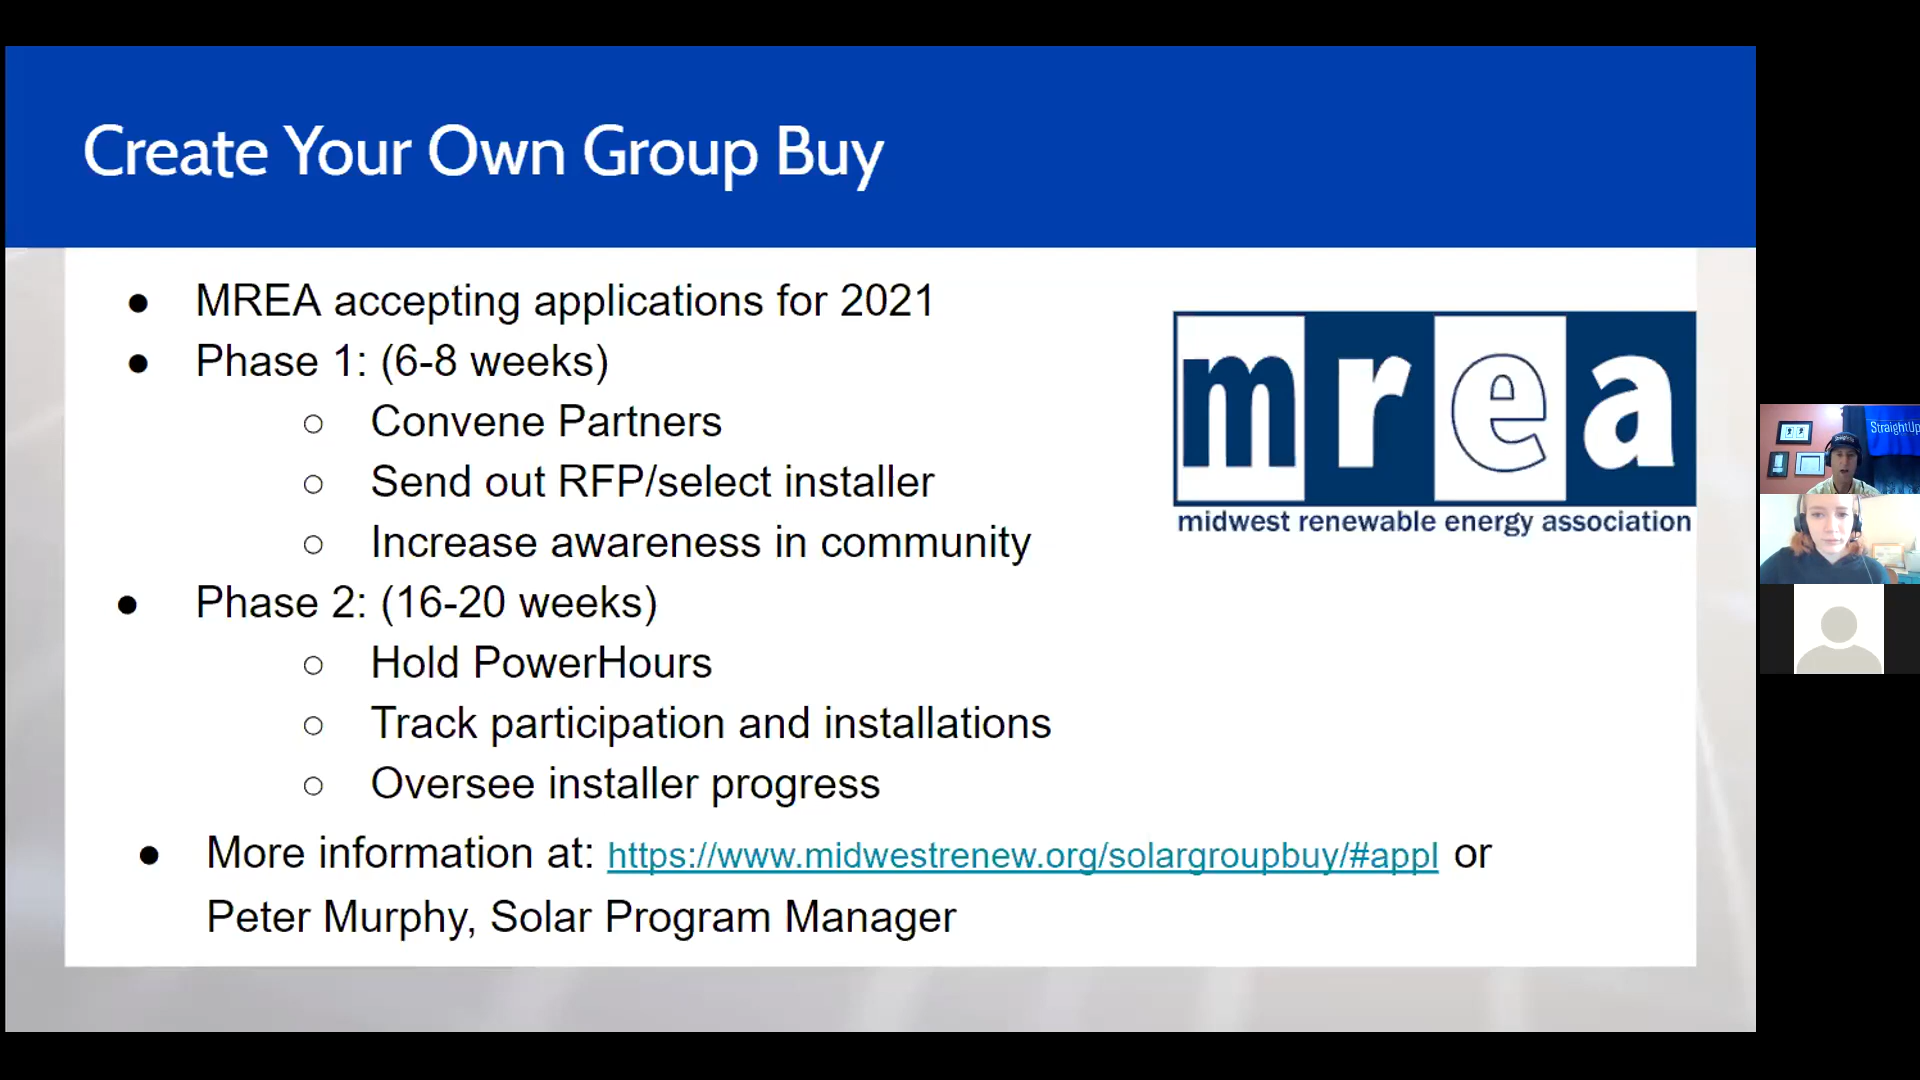 Create Your Own Group Buy
● MREA accepting applications for 2021
● Phase 1: (6-8 weeks)
○ Convene Partners
○ Send out RFP/select installer
○ Increase awareness in community
● Phase 2: (16-20 weeks)
○ Hold PowerHours
○ Track participation and installations
○ Oversee installer progress
● More information at: https://www.midwestrenew.org/solargroupbuy/#appl or
Peter Murphy, Solar Program Manager
mrea
midwest renewable energy association
StraightUp